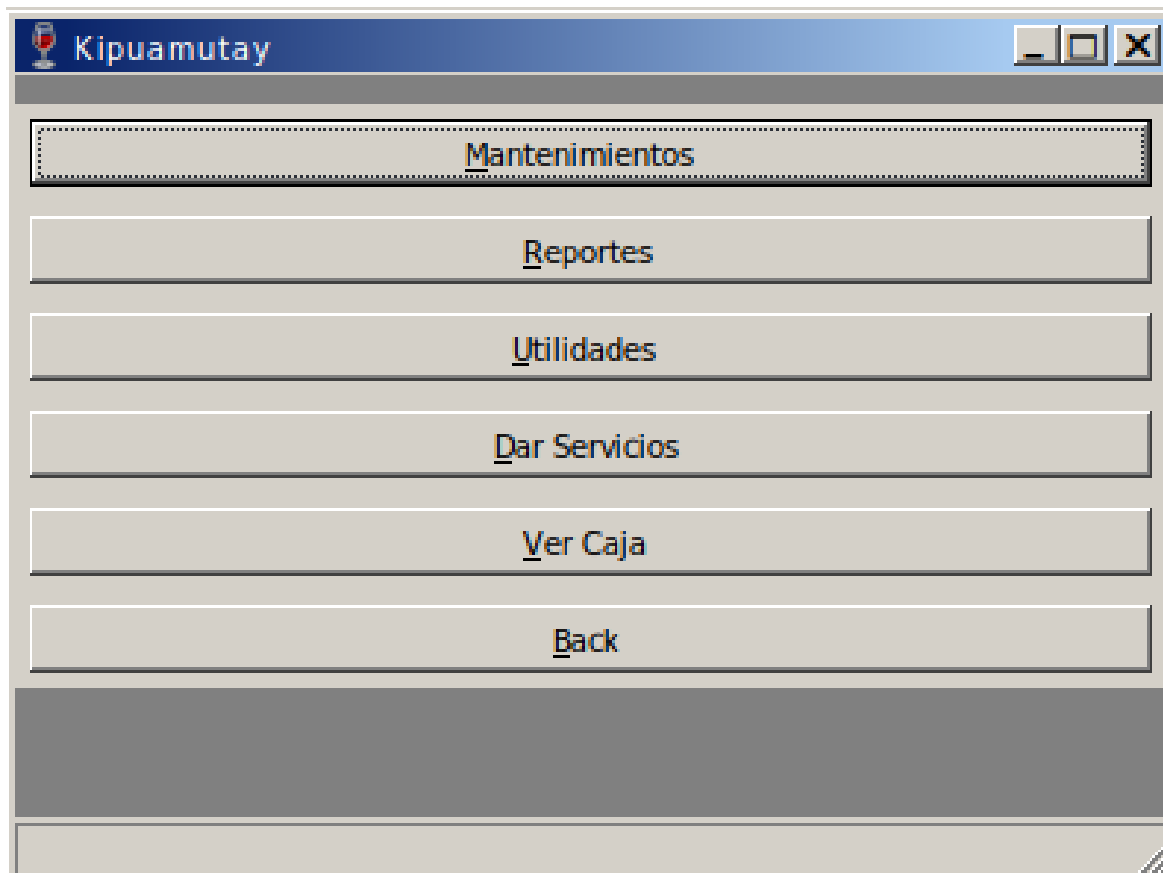 Kipuamutay
Mantenimientos
Reportes
Utilidades
Dar Servicios
Ver Caja
Back